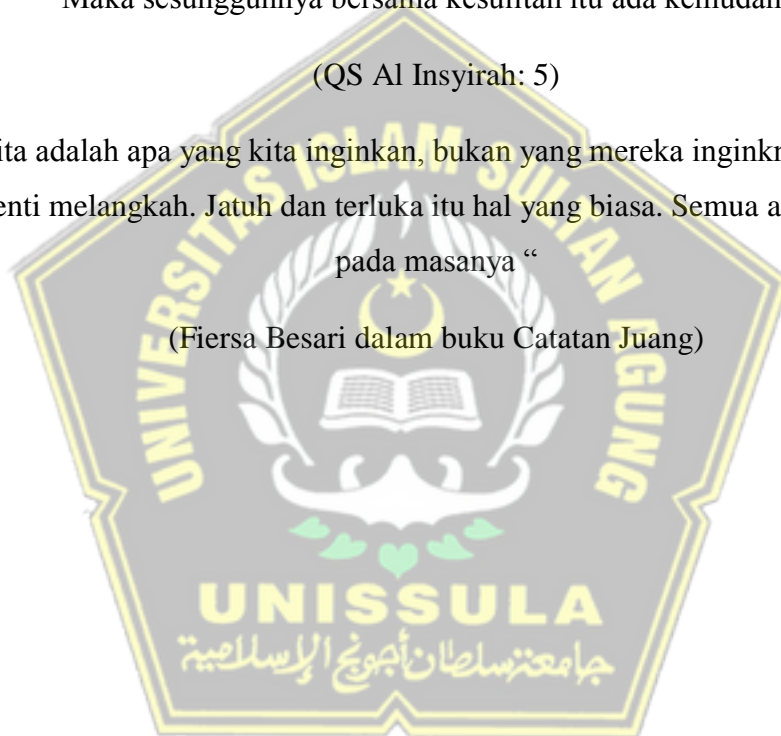 Maka sesungguhnya bersama kesulitan itu ada
(QS Al Insyirah: 5)
ita adalah apa yang kita inginkan, bukan yang mereka inginkn
enti melangkah. Jatuh dan terluka itu hal yang biasa. Semua a
pada masanya “
(Fiersa Besari dalam buku Catatan Juang)
UNIVERSITAS ISLAM SULTAN AGUNG
UNISSULA
جامعة سلطان أجونج الإسلامية